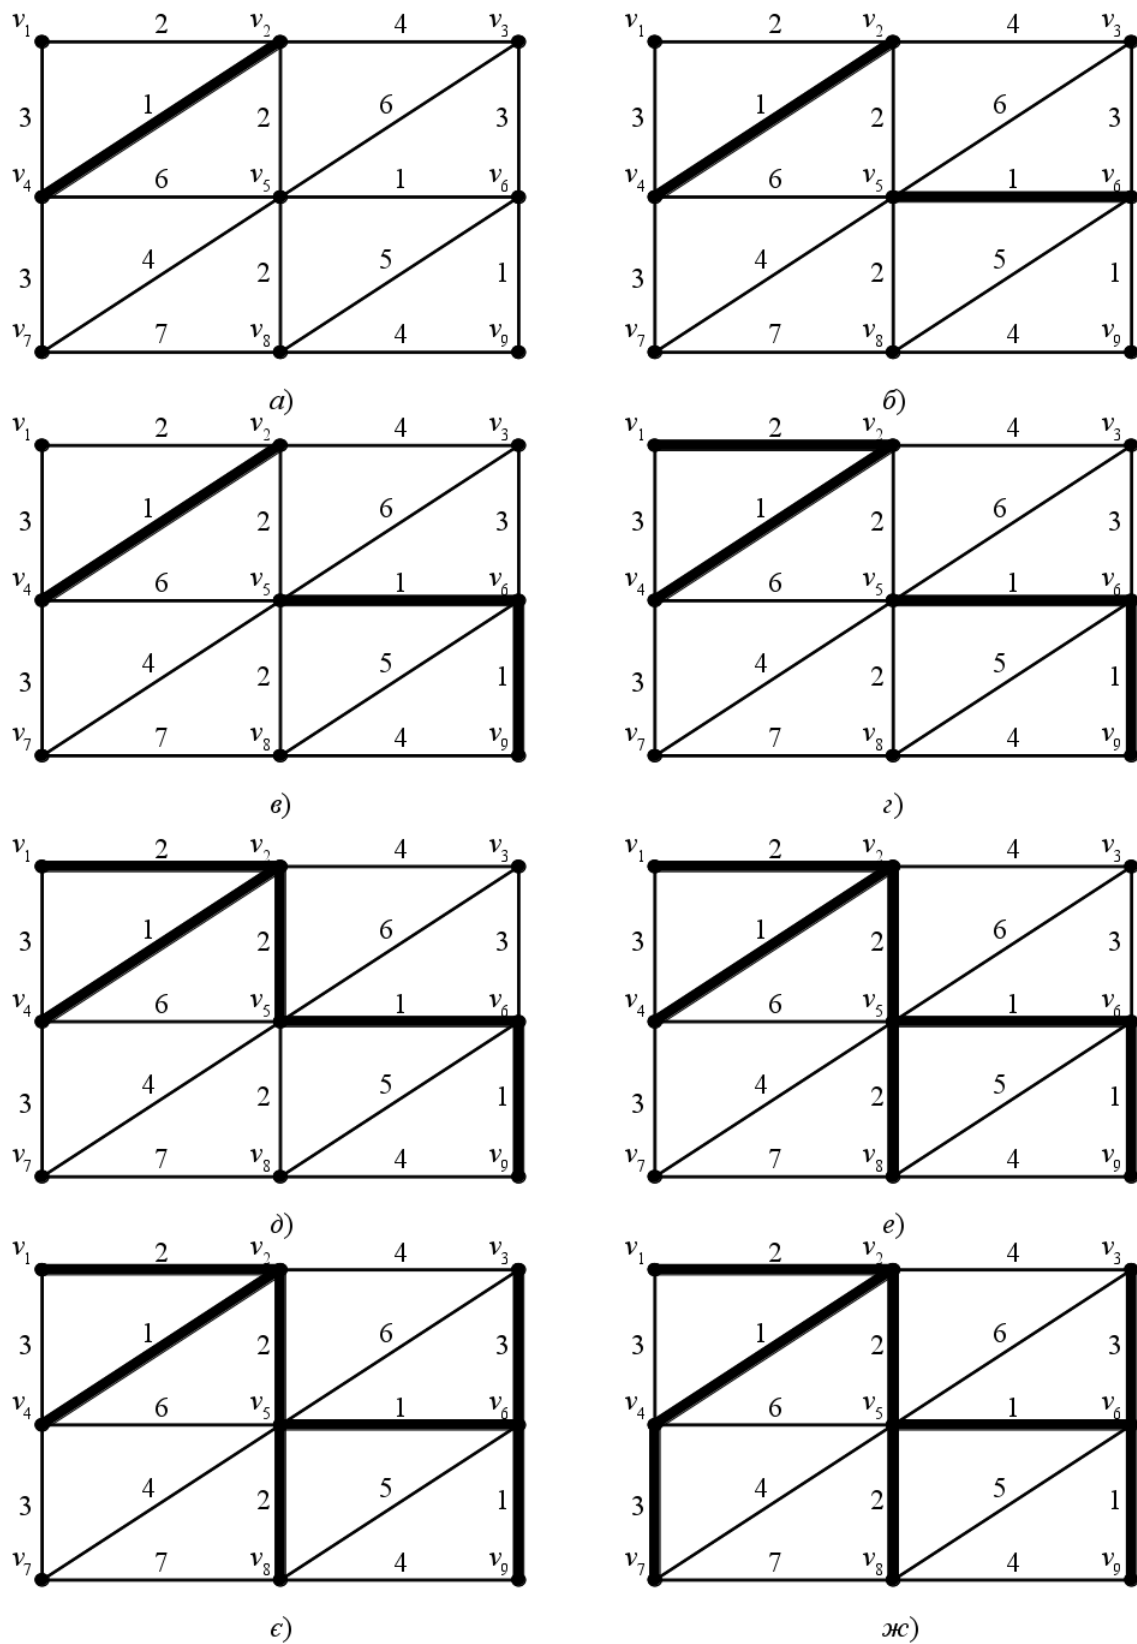 v₁ 2 v₂ 4 v₃ v₁ 2 v₂ 4 v₃
3 1 2 6 3 3 1 2 6 3
v₄ 6 v₅ 1 v₆ v₄ 6 v₅ 1 v₆
3 4 2 5 1 3 4 2 5 1
v₇ 7 v₈ 4 v₉ v₇ 7 v₈ 4 v₉
а) б)
v₁ 2 v₂ 4 v₃ v₁ 2 v₂ 4 v₃
3 1 2 6 3 3 1 2 6 3
v₄ 6 v₅ 1 v₆ v₄ 6 v₅ 1 v₆
3 4 2 5 1 3 4 2 5 1
v₇ 7 v₈ 4 v₉ v₇ 7 v₈ 4 v₉
в) г)
v₁ 2 v₂ 4 v₃ v₁ 2 v₂ 4 v₃
3 1 2 6 3 3 1 2 6 3
v₄ 6 v₅ 1 v₆ v₄ 6 v₅ 1 v₆
3 4 2 5 1 3 4 2 5 1
v₇ 7 v₈ 4 v₉ v₇ 7 v₈ 4 v₉
д) е)
v₁ 2 v₂ 4 v₃ v₁ 2 v₂ 4 v₃
3 1 2 6 3 3 1 2 6 3
v₄ 6 v₅ 1 v₆ v₄ 6 v₅ 1 v₆
3 4 2 5 1 3 4 2 5 1
v₇ 7 v₈ 4 v₉ v₇ 7 v₈ 4 v₉
є) ж)